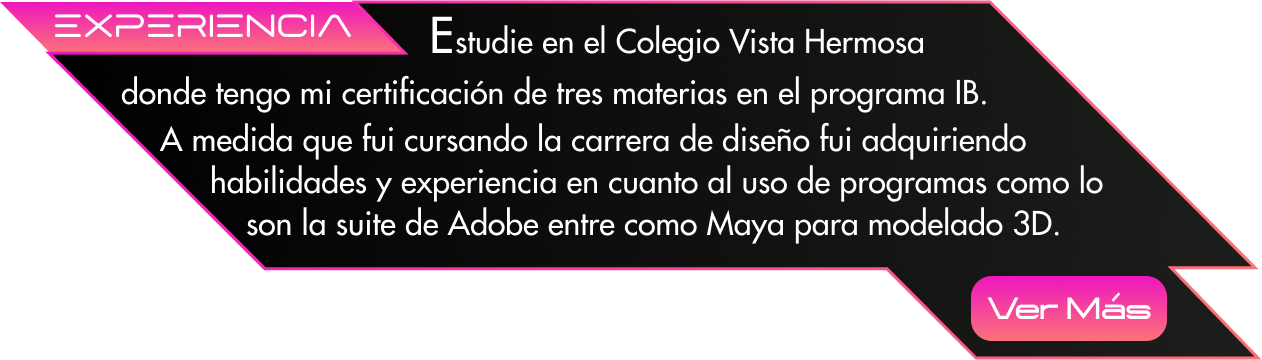 EXPERIENCIA
Estudie en el Colegio Vista Hermosa
donde tengo mi certificación de tres materias en el programa IB.
A medida que fui cursando la carrera de diseño fui adquiriendo
habilidades y experiencia en cuanto al uso de programas como lo
son la suite de Adobe entre como Maya para modelado 3D.
Ver Más